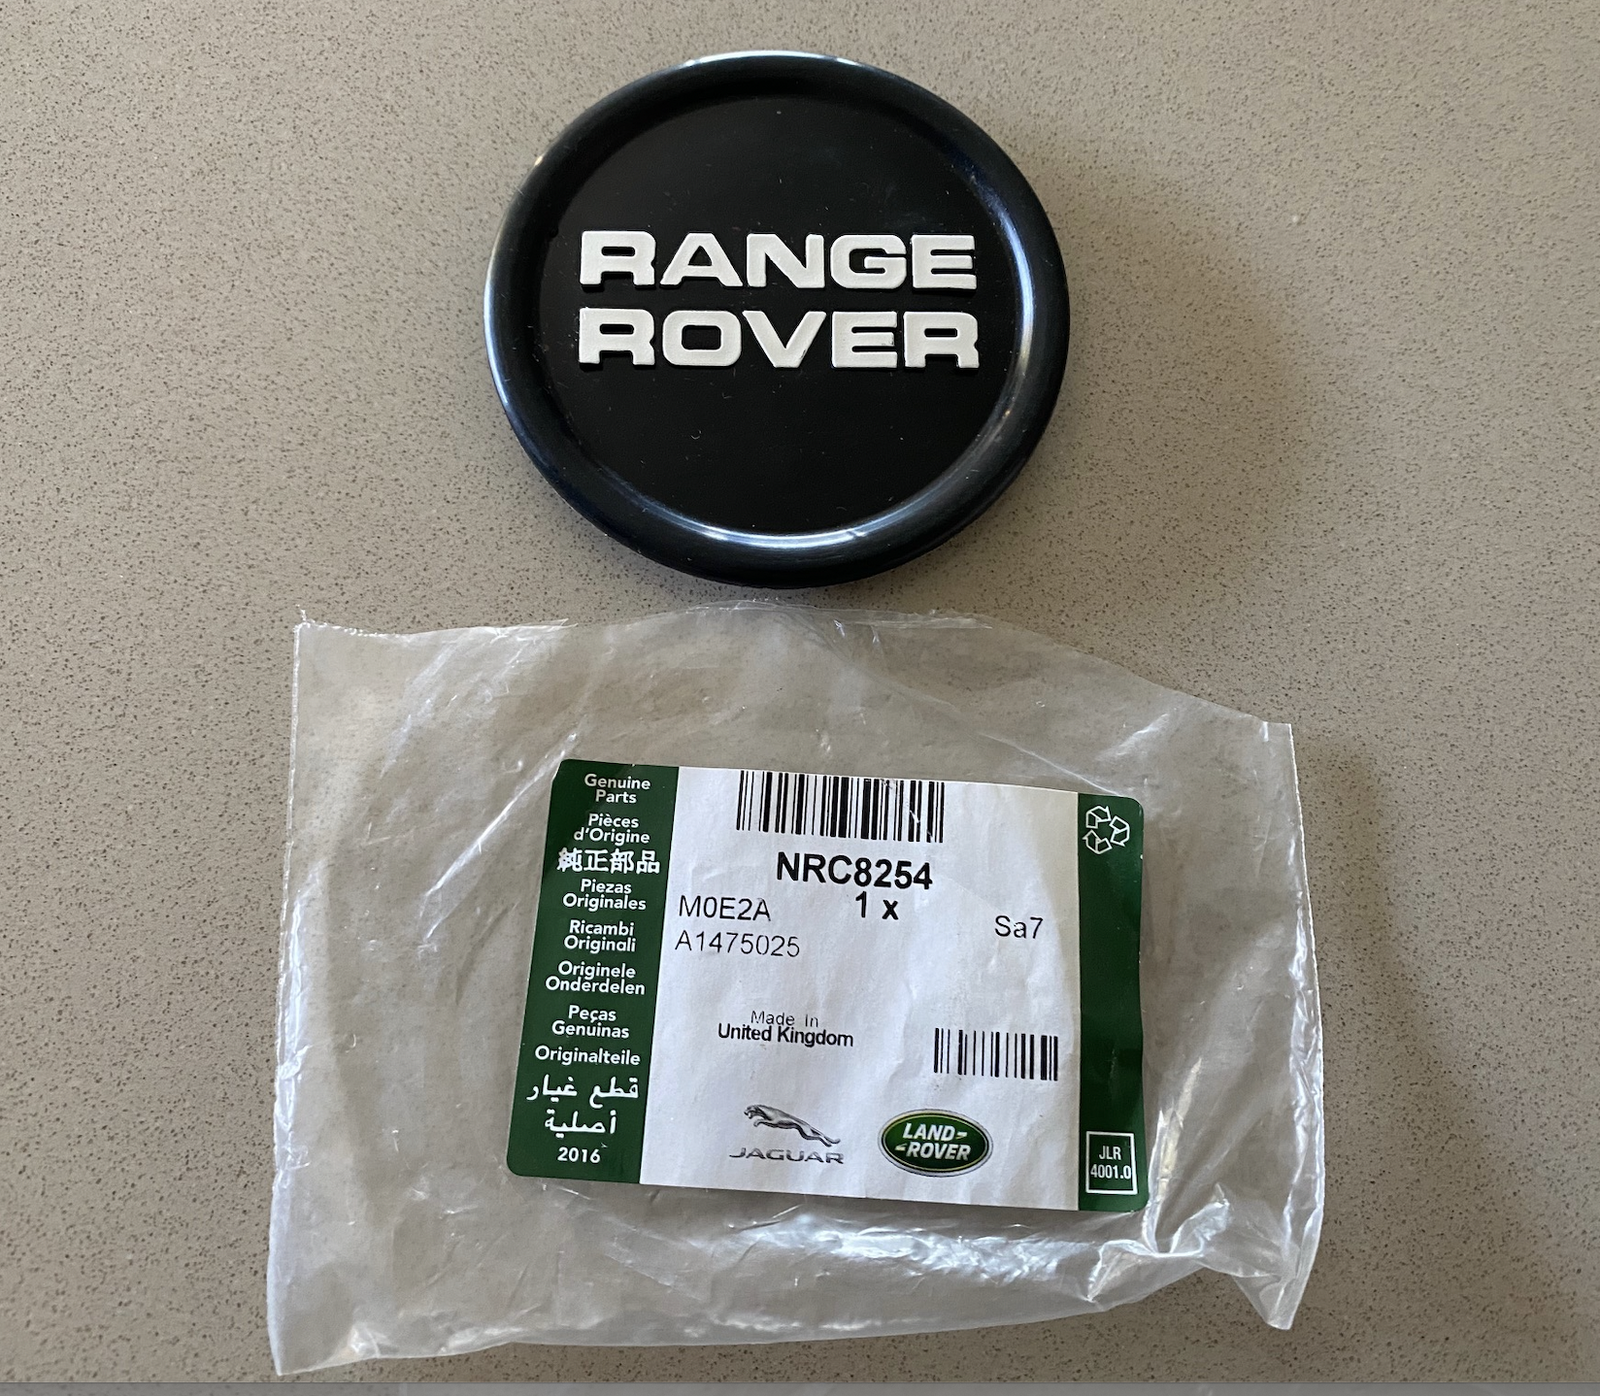 RANGE
ROVER
Genuine
Parts
Pièces
d'Origine
純正部品
Piezas
Originales
Ricambi
Originali
Originele
Onderdelen
Peças
Genuinas
Originalteile
قطع غيار
أصلية
2016
NRC8254
1 x
M0E2A
Sa7
A1475025
Made in
United Kingdom
JAGUAR
LAND-
-ROVER
JLR
4001.0